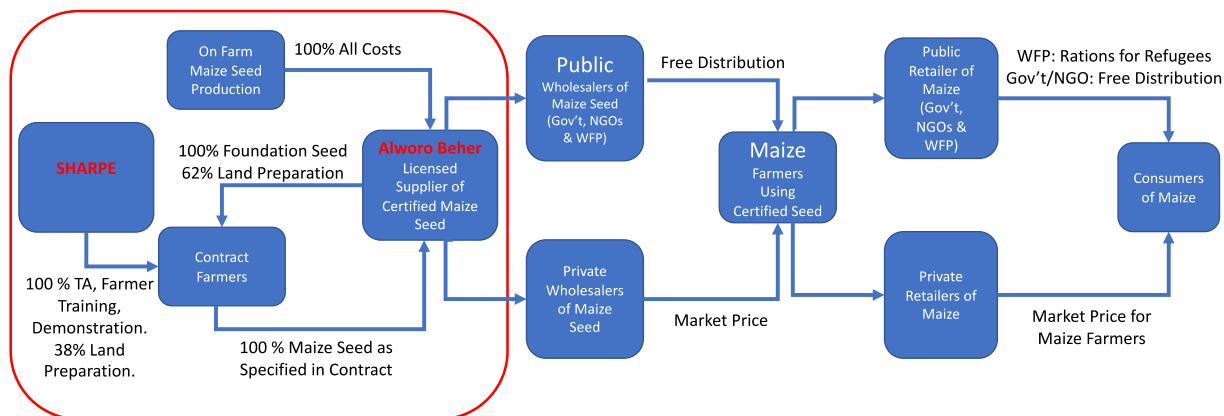 On Farm
Maize Seed
Production
100% All Costs
SHARPE
100% Foundation Seed
62% Land Preparation
Alworo Beher
Licensed
Supplier of
Certified Maize
Seed
Contract
Farmers
100 % TA, Farmer
Training,
Demonstration.
38% Land
Preparation.
100 % Maize Seed as
Specified in Contract
Public
Wholesalers of
Maize Seed
(Gov't, NGOs
& WFP)
Free Distribution
Private
Wholesalers
of Maize
Seed
Market Price
Maize
Farmers
Using
Certified Seed
Public
Retailer of
Maize
(Gov't,
NGOs &
WFP)
WFP: Rations for Refugees
Gov't/NGO: Free Distribution
Private
Retailers of
Maize
Market Price for
Maize Farmers
Consumers
of Maize